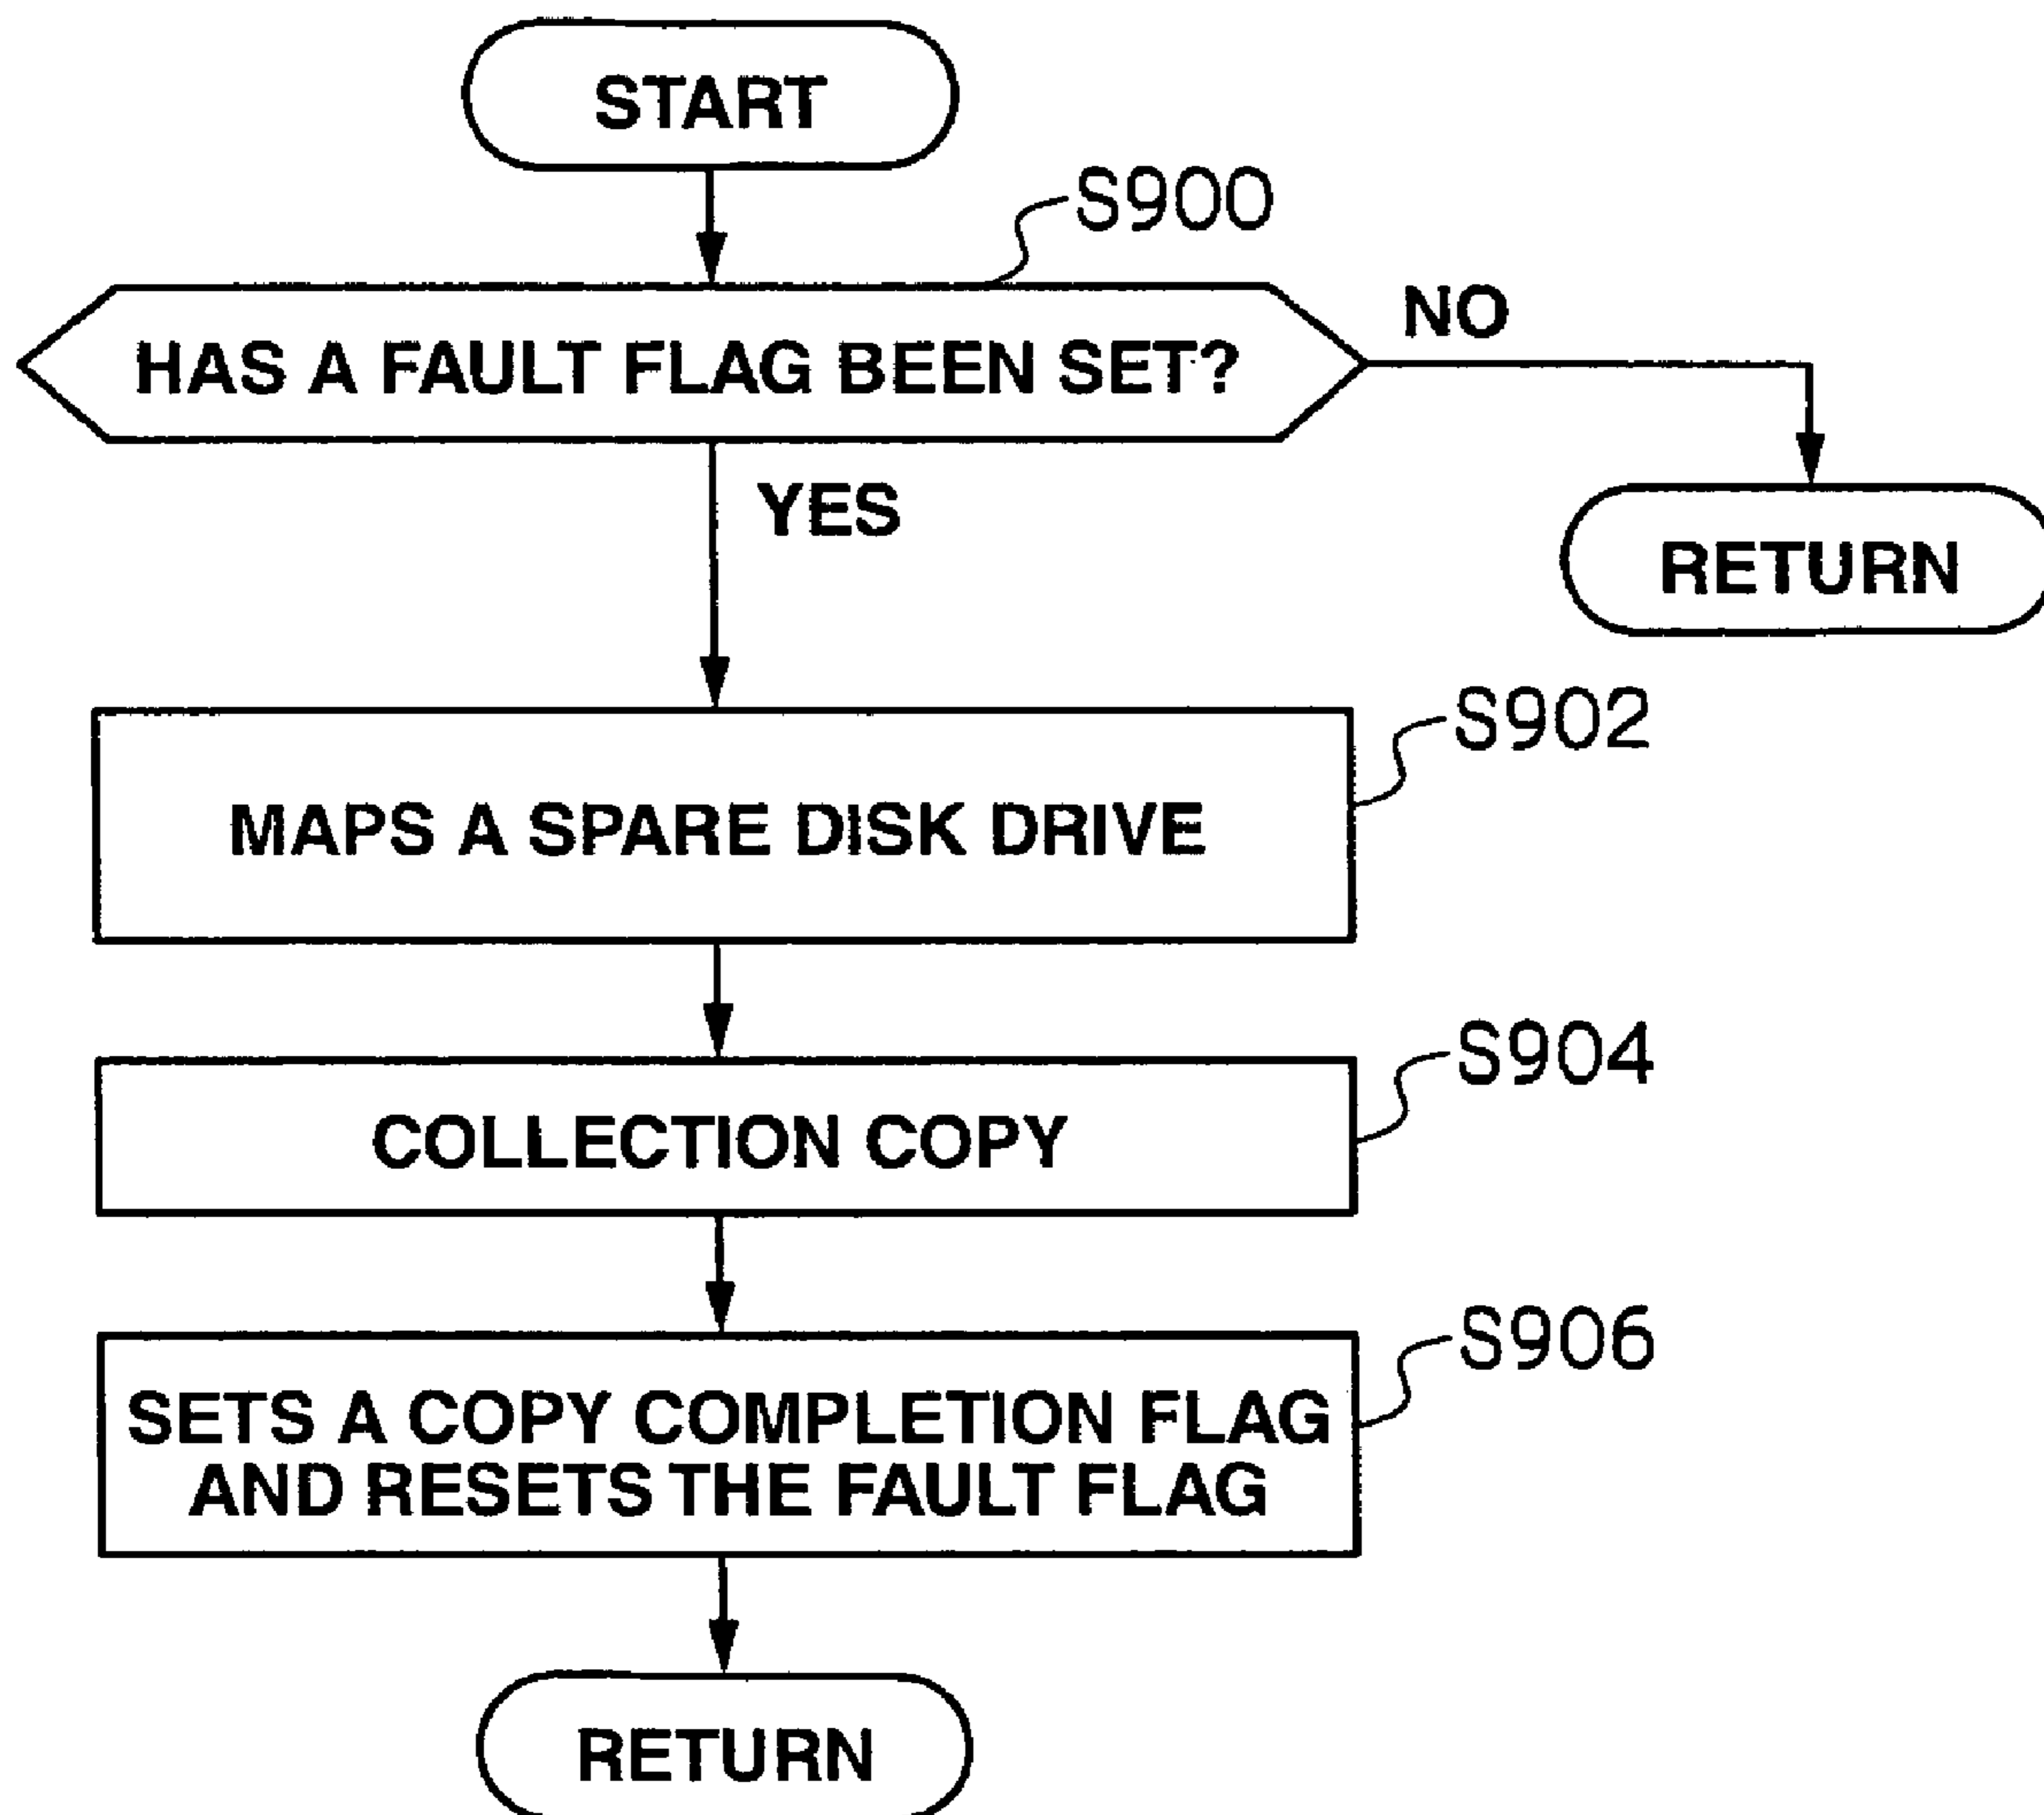 START
S900
HAS A FAULT FLAG BEEN SET?
NO
YES
RETURN
S902
MAPS A SPARE DISK DRIVE
S904
COLLECTION COPY
S906
SETS A COPY COMPLETION FLAG
AND RESETS THE FAULT FLAG
RETURN